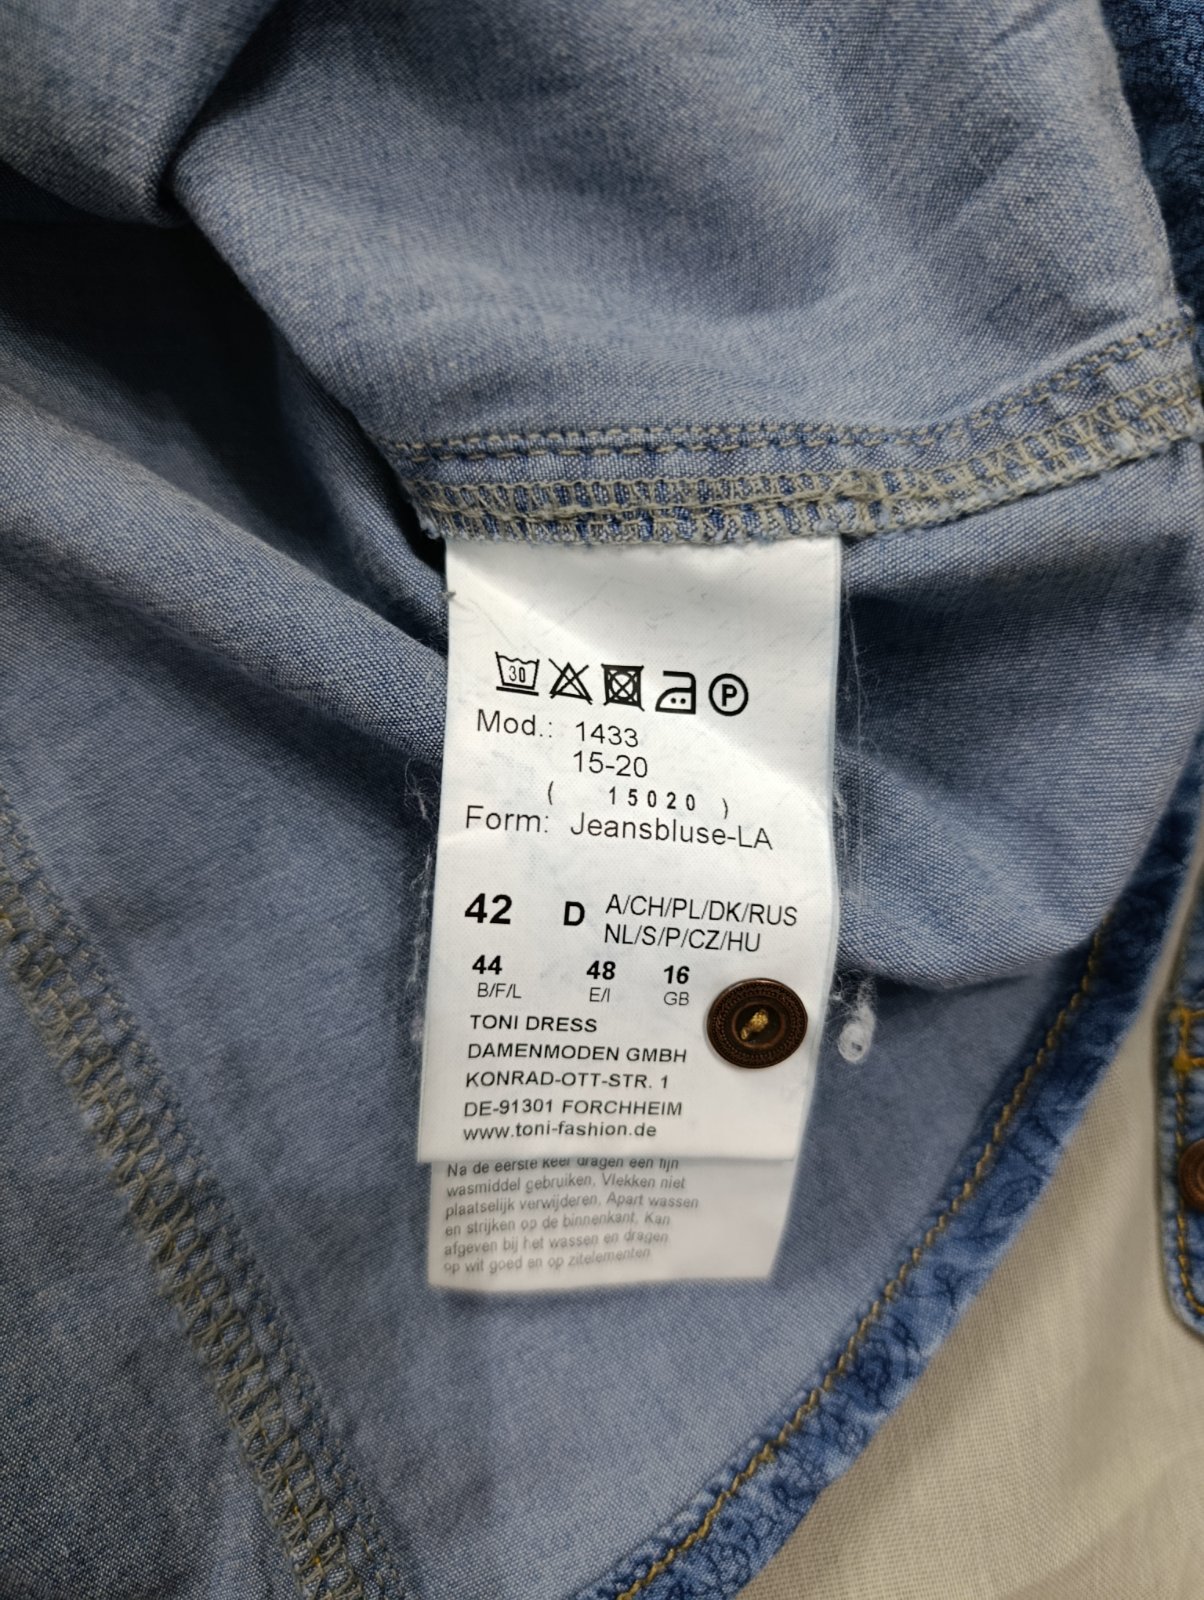 30
P
Mod.: 1433
15-20
( 15020 )
Form: Jeansbluse-LA
42 D A/CH/PL/DK/RUS
NL/S/P/CZ/HU
44 48 16
B/F/L E/I GB
TONI DRESS
DAMENMODEN GMBH
KONRAD-OTT-STR. 1
DE-91301 FORCHHEIM
www.toni-fashion.de
Na de eerste keer dragen een fijn
wasmiddel gebruiken. Vlekken niet
plaatselijk verwijderen. Apart wassen
en strijken op de binnenkant. Kan
afgeven bij het wassen en dragen
op wit goed en op zitelementen